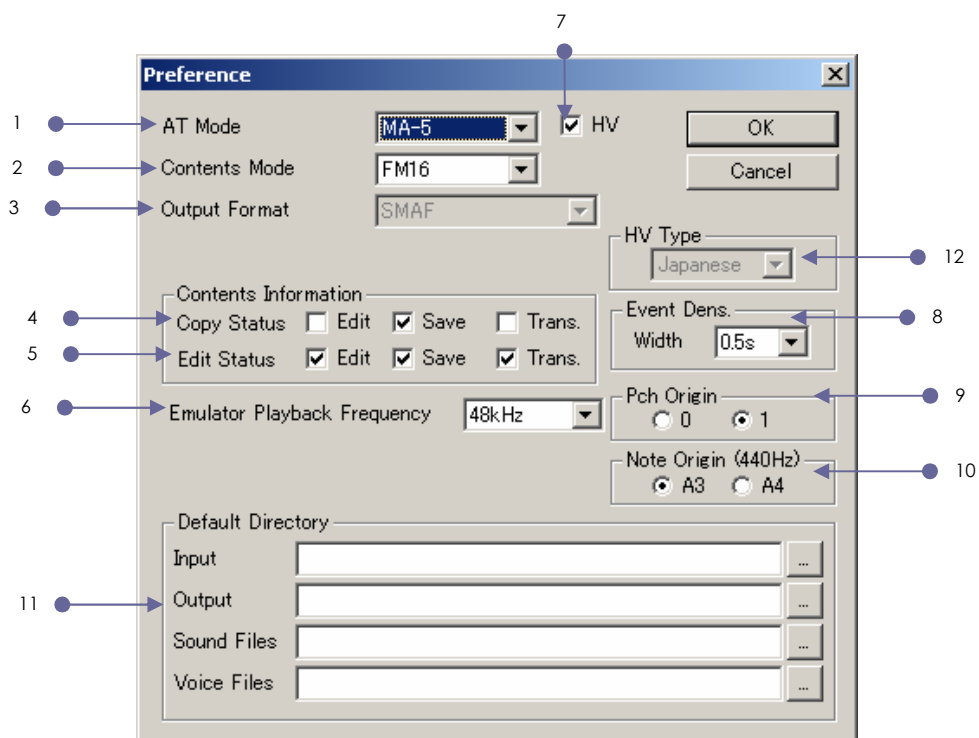 7
Preference
1 AT Mode MA-5 HV OK
2 Contents Mode FM16 Cancel
3 Output Format SMAF
HV Type
Japanese 12
Contents Information
4 Copy Status Edit Save Trans.
5 Edit Status Edit Save Trans.
Event Dens. 8
Width 0.5s
6 Emulator Playback Frequency 48kHz
Pch Origin 9
0 1
Note Origin (440Hz) 10
A3 A4
Default Directory
Input ...
11 Output ...
Sound Files ...
Voice Files ...